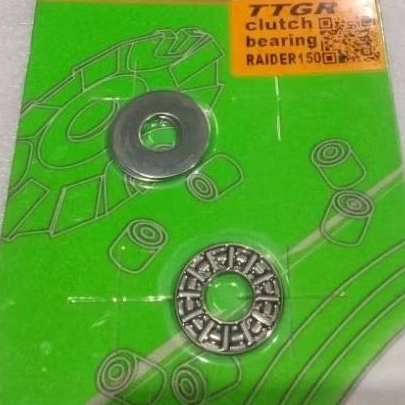 TTGR
clutch
bearing
RAIDER150